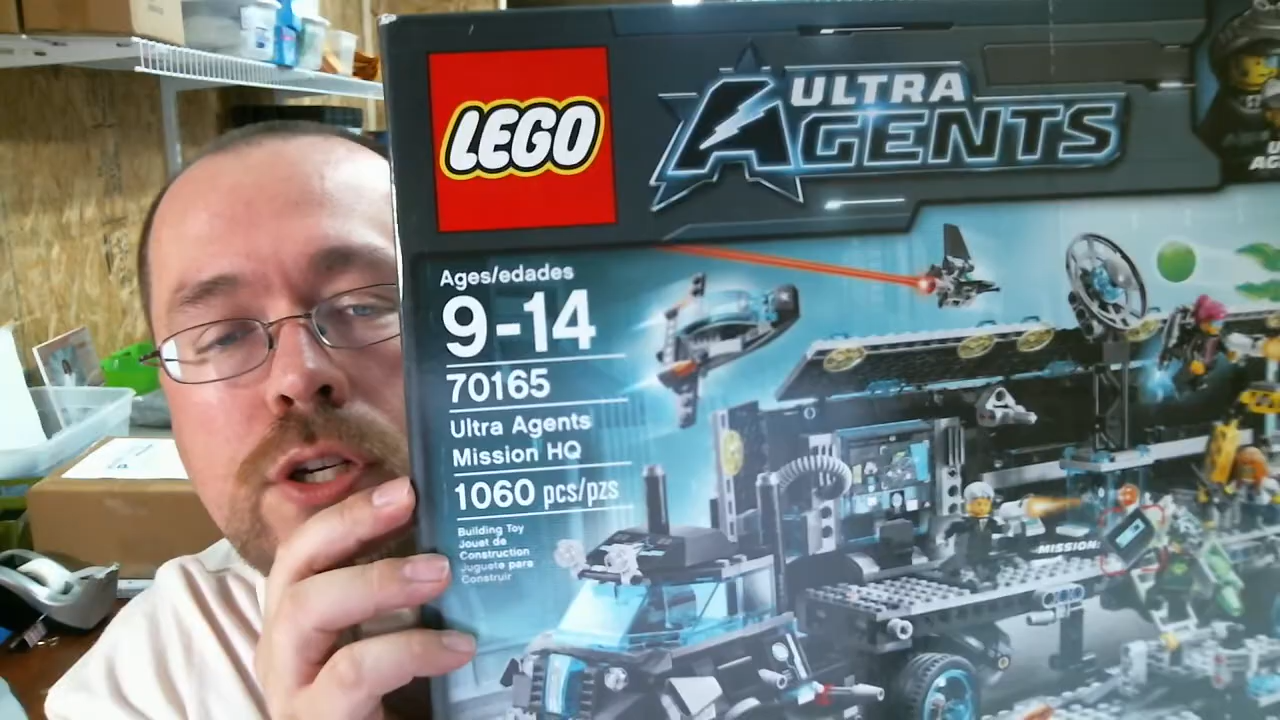 LEGO
ULTRA
AGENTS
Ages/edades
9-14
70165
Ultra Agents
Mission HQ
1060 pcs/pzs
Building Toy
Jouet de
Construction
Juguete para
Construir
MISSION: